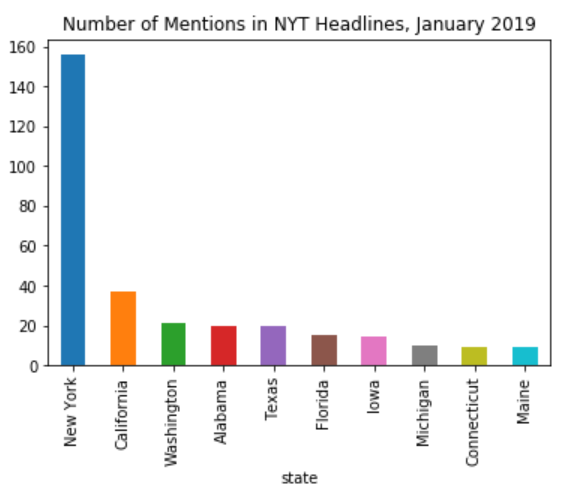 Number of Mentions in NYT Headlines, January 2019
160
140
120
100
80
60
40
20
0
New York
California
Washington
Alabama
Texas
Florida
Iowa
Michigan
Connecticut
Maine
state